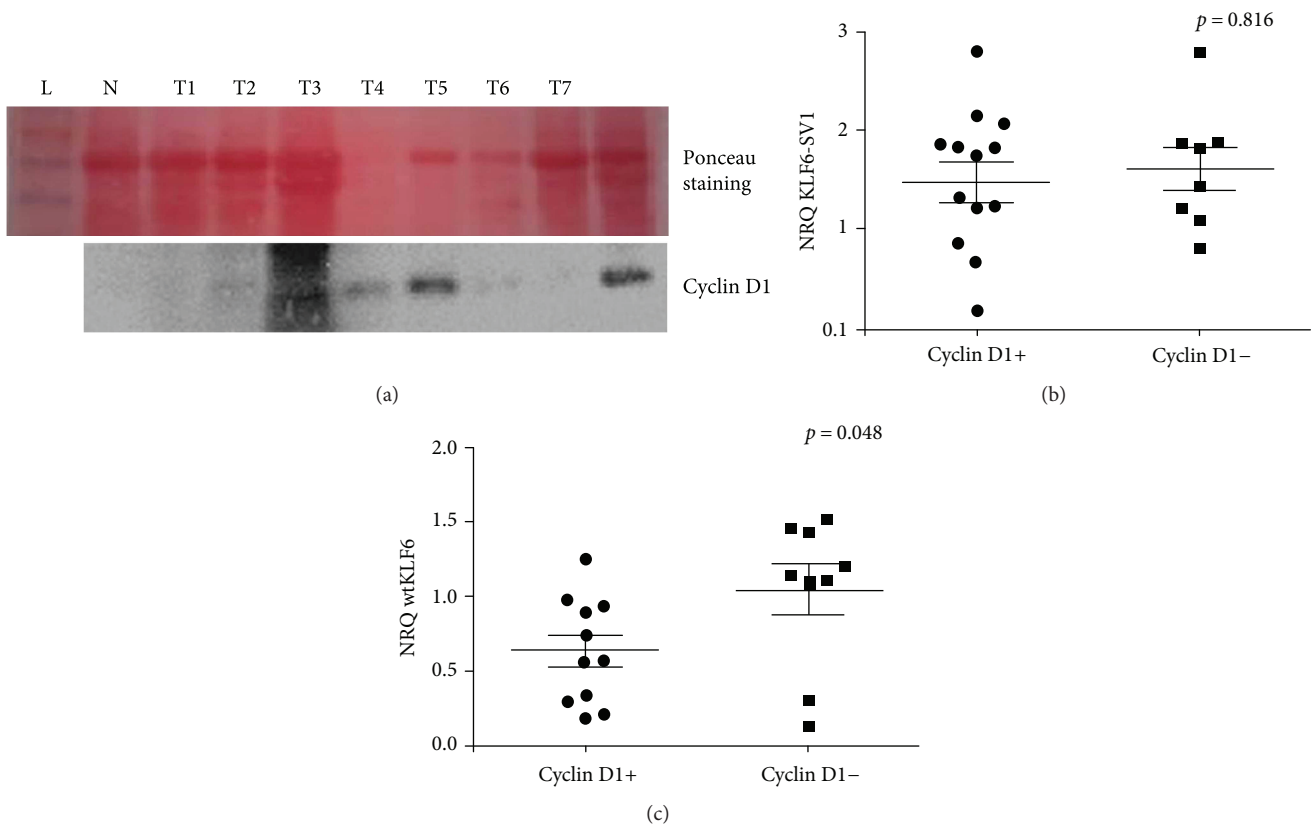 L N T1 T2 T3 T4 T5 T6 T7
Ponceau
staining
Cyclin D1
(a)
p = 0.816
NRQ KLF6-SV1
3
2
1
0.1
Cyclin D1+ Cyclin D1−
(b)
p = 0.048
NRQ wtKLF6
2.0
1.5
1.0
0.5
0.0
Cyclin D1+ Cyclin D1−
(c)